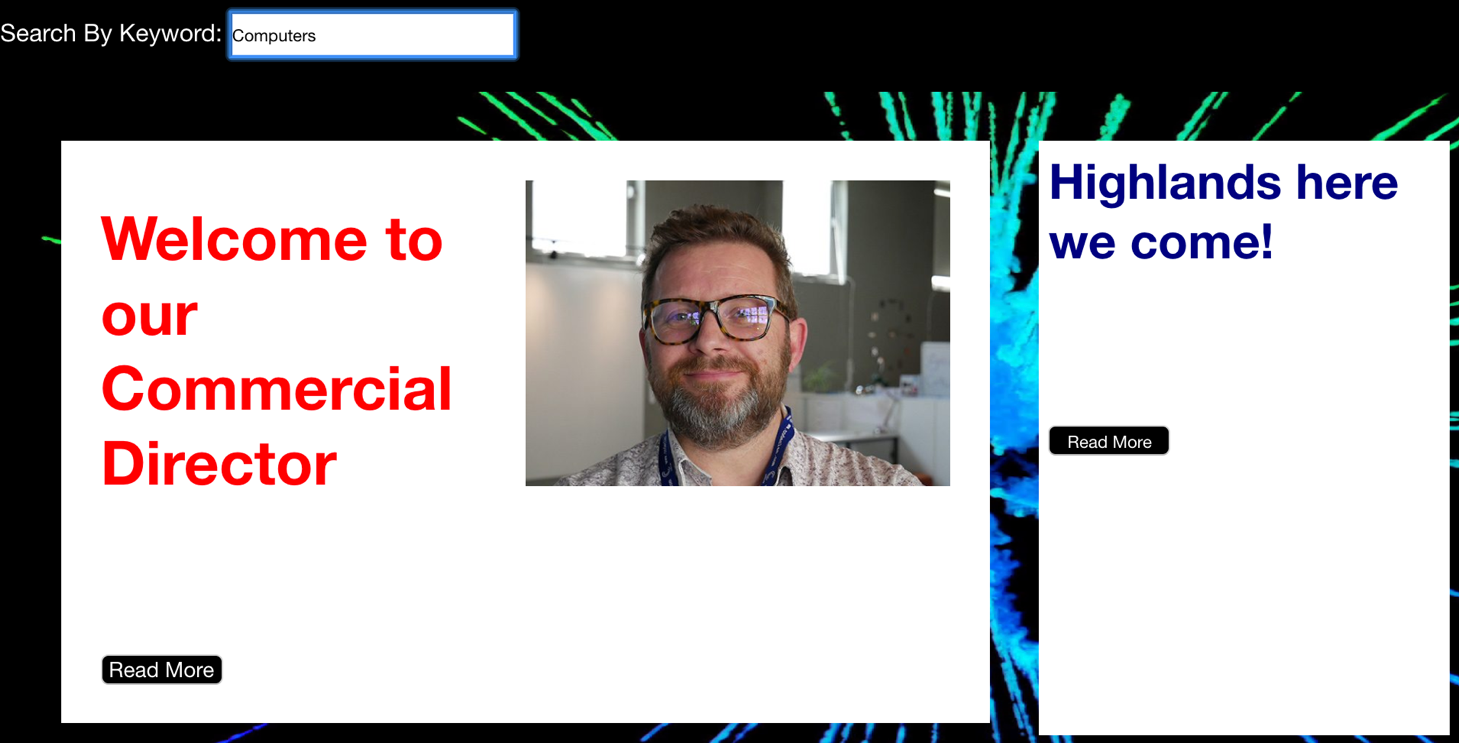 Search By Keyword: Computers
Welcome to
our
Commercial
Director
Read More
Highlands here
we come!
Read More